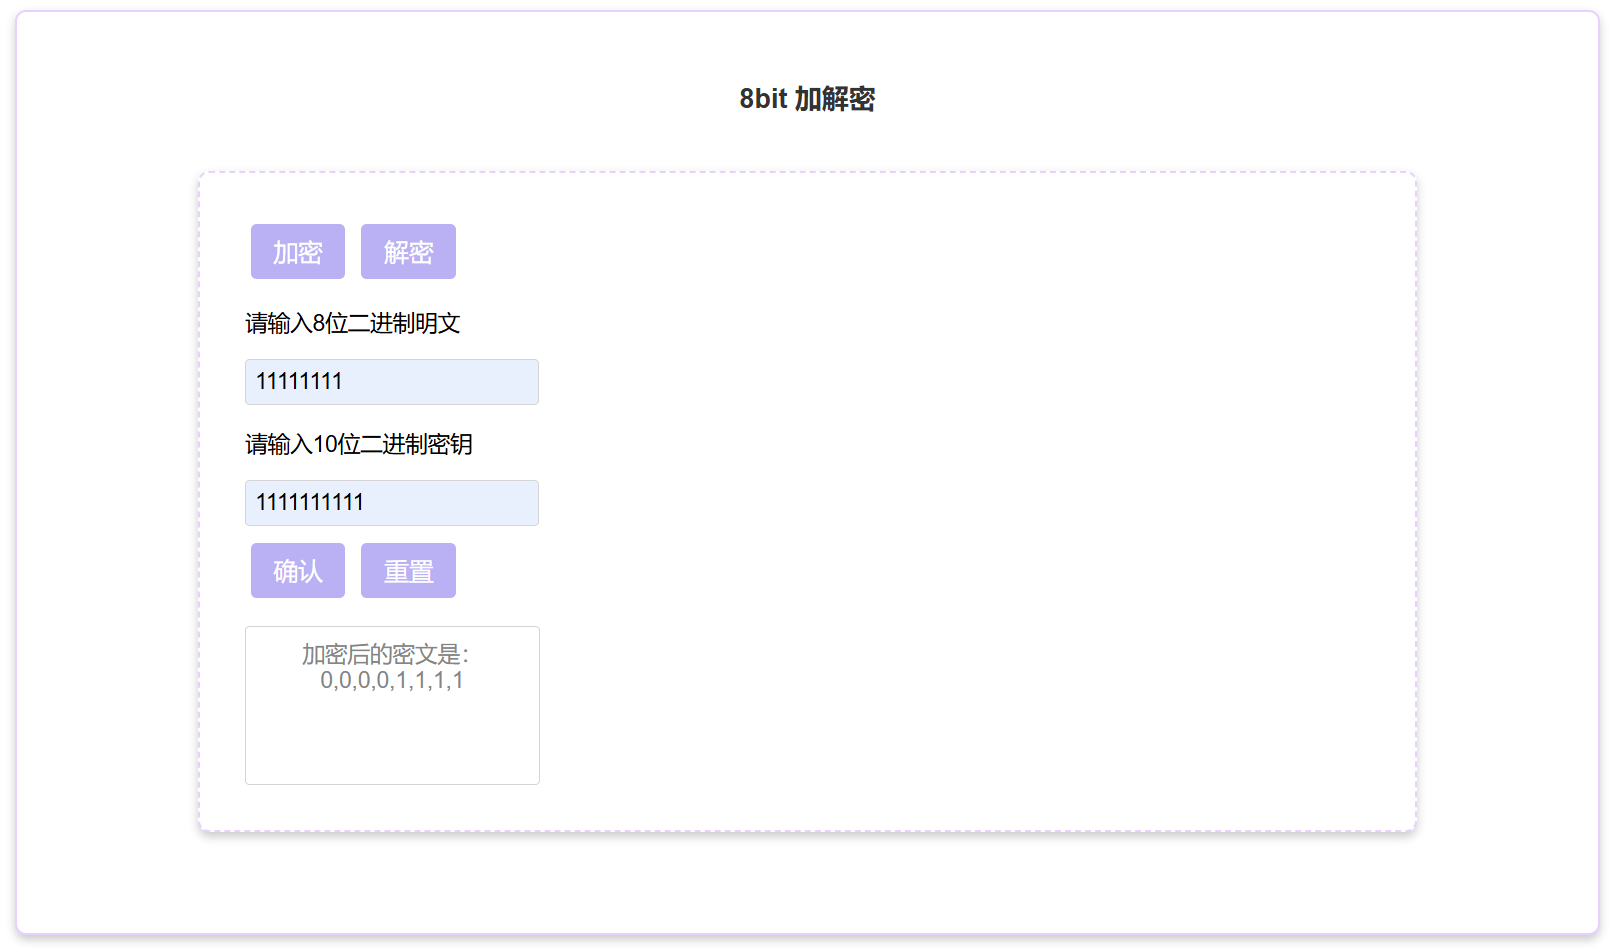 8bit 加解密
加密 解密
请输入8位二进制明文
11111111
请输入10位二进制密钥
1111111111
确认 重置
加密后的密文是：
0,0,0,0,1,1,1,1